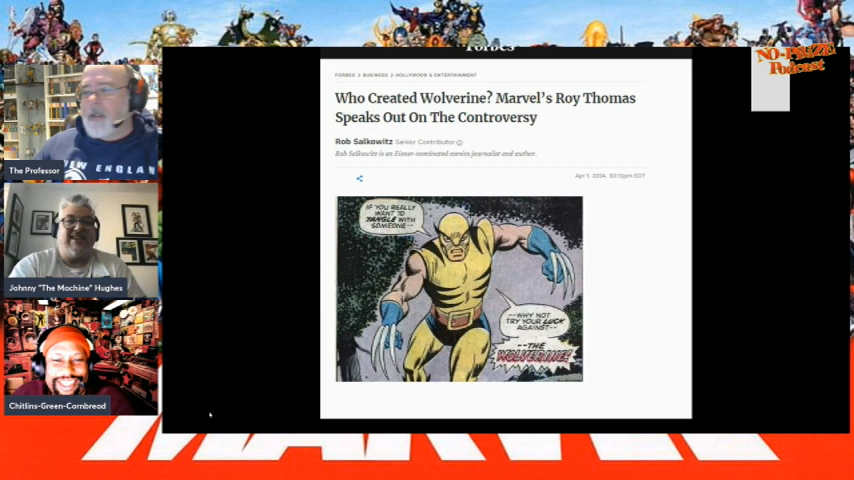 Forbes
NO-PRIZE
Podcast
FORBES > BUSINESS > HOLLYWOOD & ENTERTAINMENT
Who Created Wolverine? Marvel's Roy Thomas
Speaks Out On The Controversy
Rob Salkowitz Senior Contributor
Rob Salkowitz is an Eisner-nominated comics journalist and author.
Apr 1, 2024,
EDT
IF YOU REALLY
WANT TO
TANGLE WITH
SOMEONE--
--WHY NOT
TRY YOUR LUCK
AGAINST--
--THE
WOLVERINE!
NEW ENGLA
The Professor
Johnny "The Machine" Hughes
Chitlins-Green-Cornbread
MARVEL